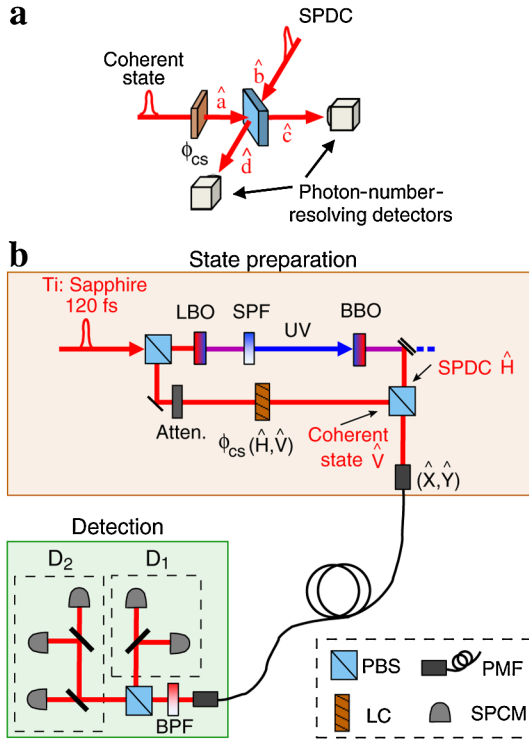 a
SPDC
Coherent
state
â
b̂
ĉ
d̂
ϕCS
Photon-number-
resolving detectors
b
State preparation
Ti: Sapphire
120 fs
LBO
SPF
UV
BBO
SPDC Ĥ
Atten.
ϕCS(Ĥ,V̂)
Coherent
state V̂
(X̂,Ŷ)
Detection
D2
D1
BPF
PBS
PMF
LC
SPCM